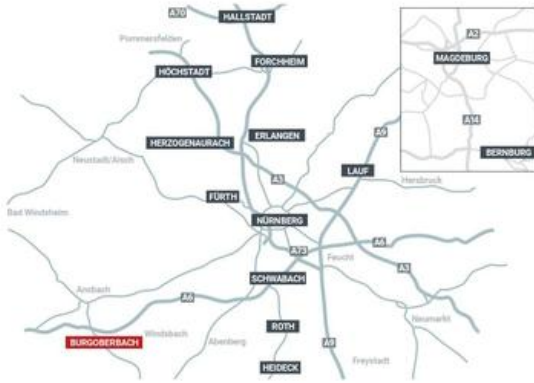 A70
HALLSTADT
Pommersfelden
A2
MAGDEBURG
HÖCHSTADT
FORCHHEIM
A9
A14
HERZOGENAURACH
ERLANGEN
BERNBURG
Neustadt/Aisch
A3
LAUF
Hersbruck
FÜRTH
Bad Windsheim
NÜRNBERG
A73
A6
Feucht
A3
SCHWABACH
Ansbach
A6
Neumarkt
ROTH
Windsbach
BURGOBERBACH
Abenberg
A9
Freystadt
HEIDECK